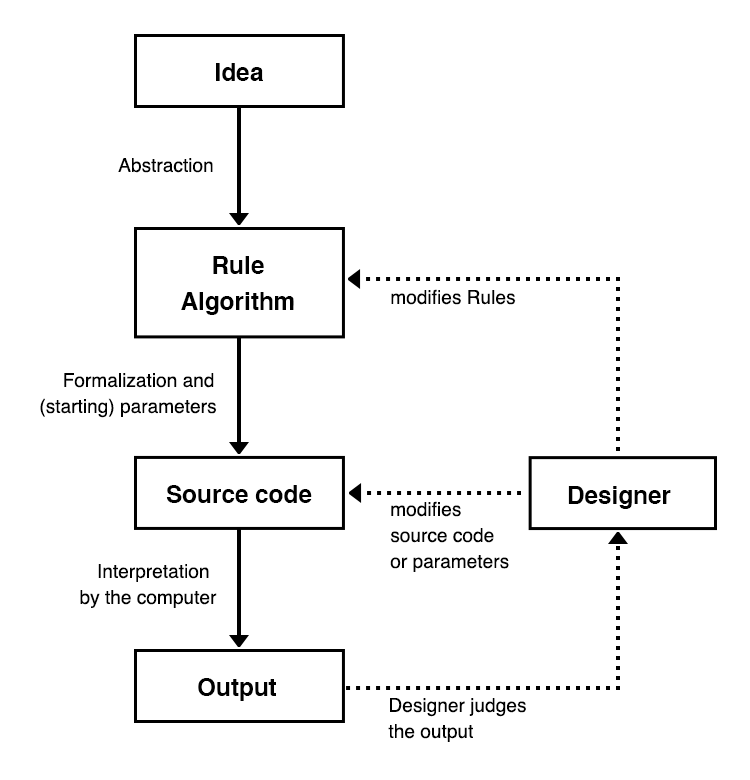 Idea
Abstraction
Rule
Algorithm
modifies Rules
Formalization and
(starting) parameters
Source code
Designer
modifies
source code
or parameters
Interpretation
by the computer
Output
Designer judges
the output